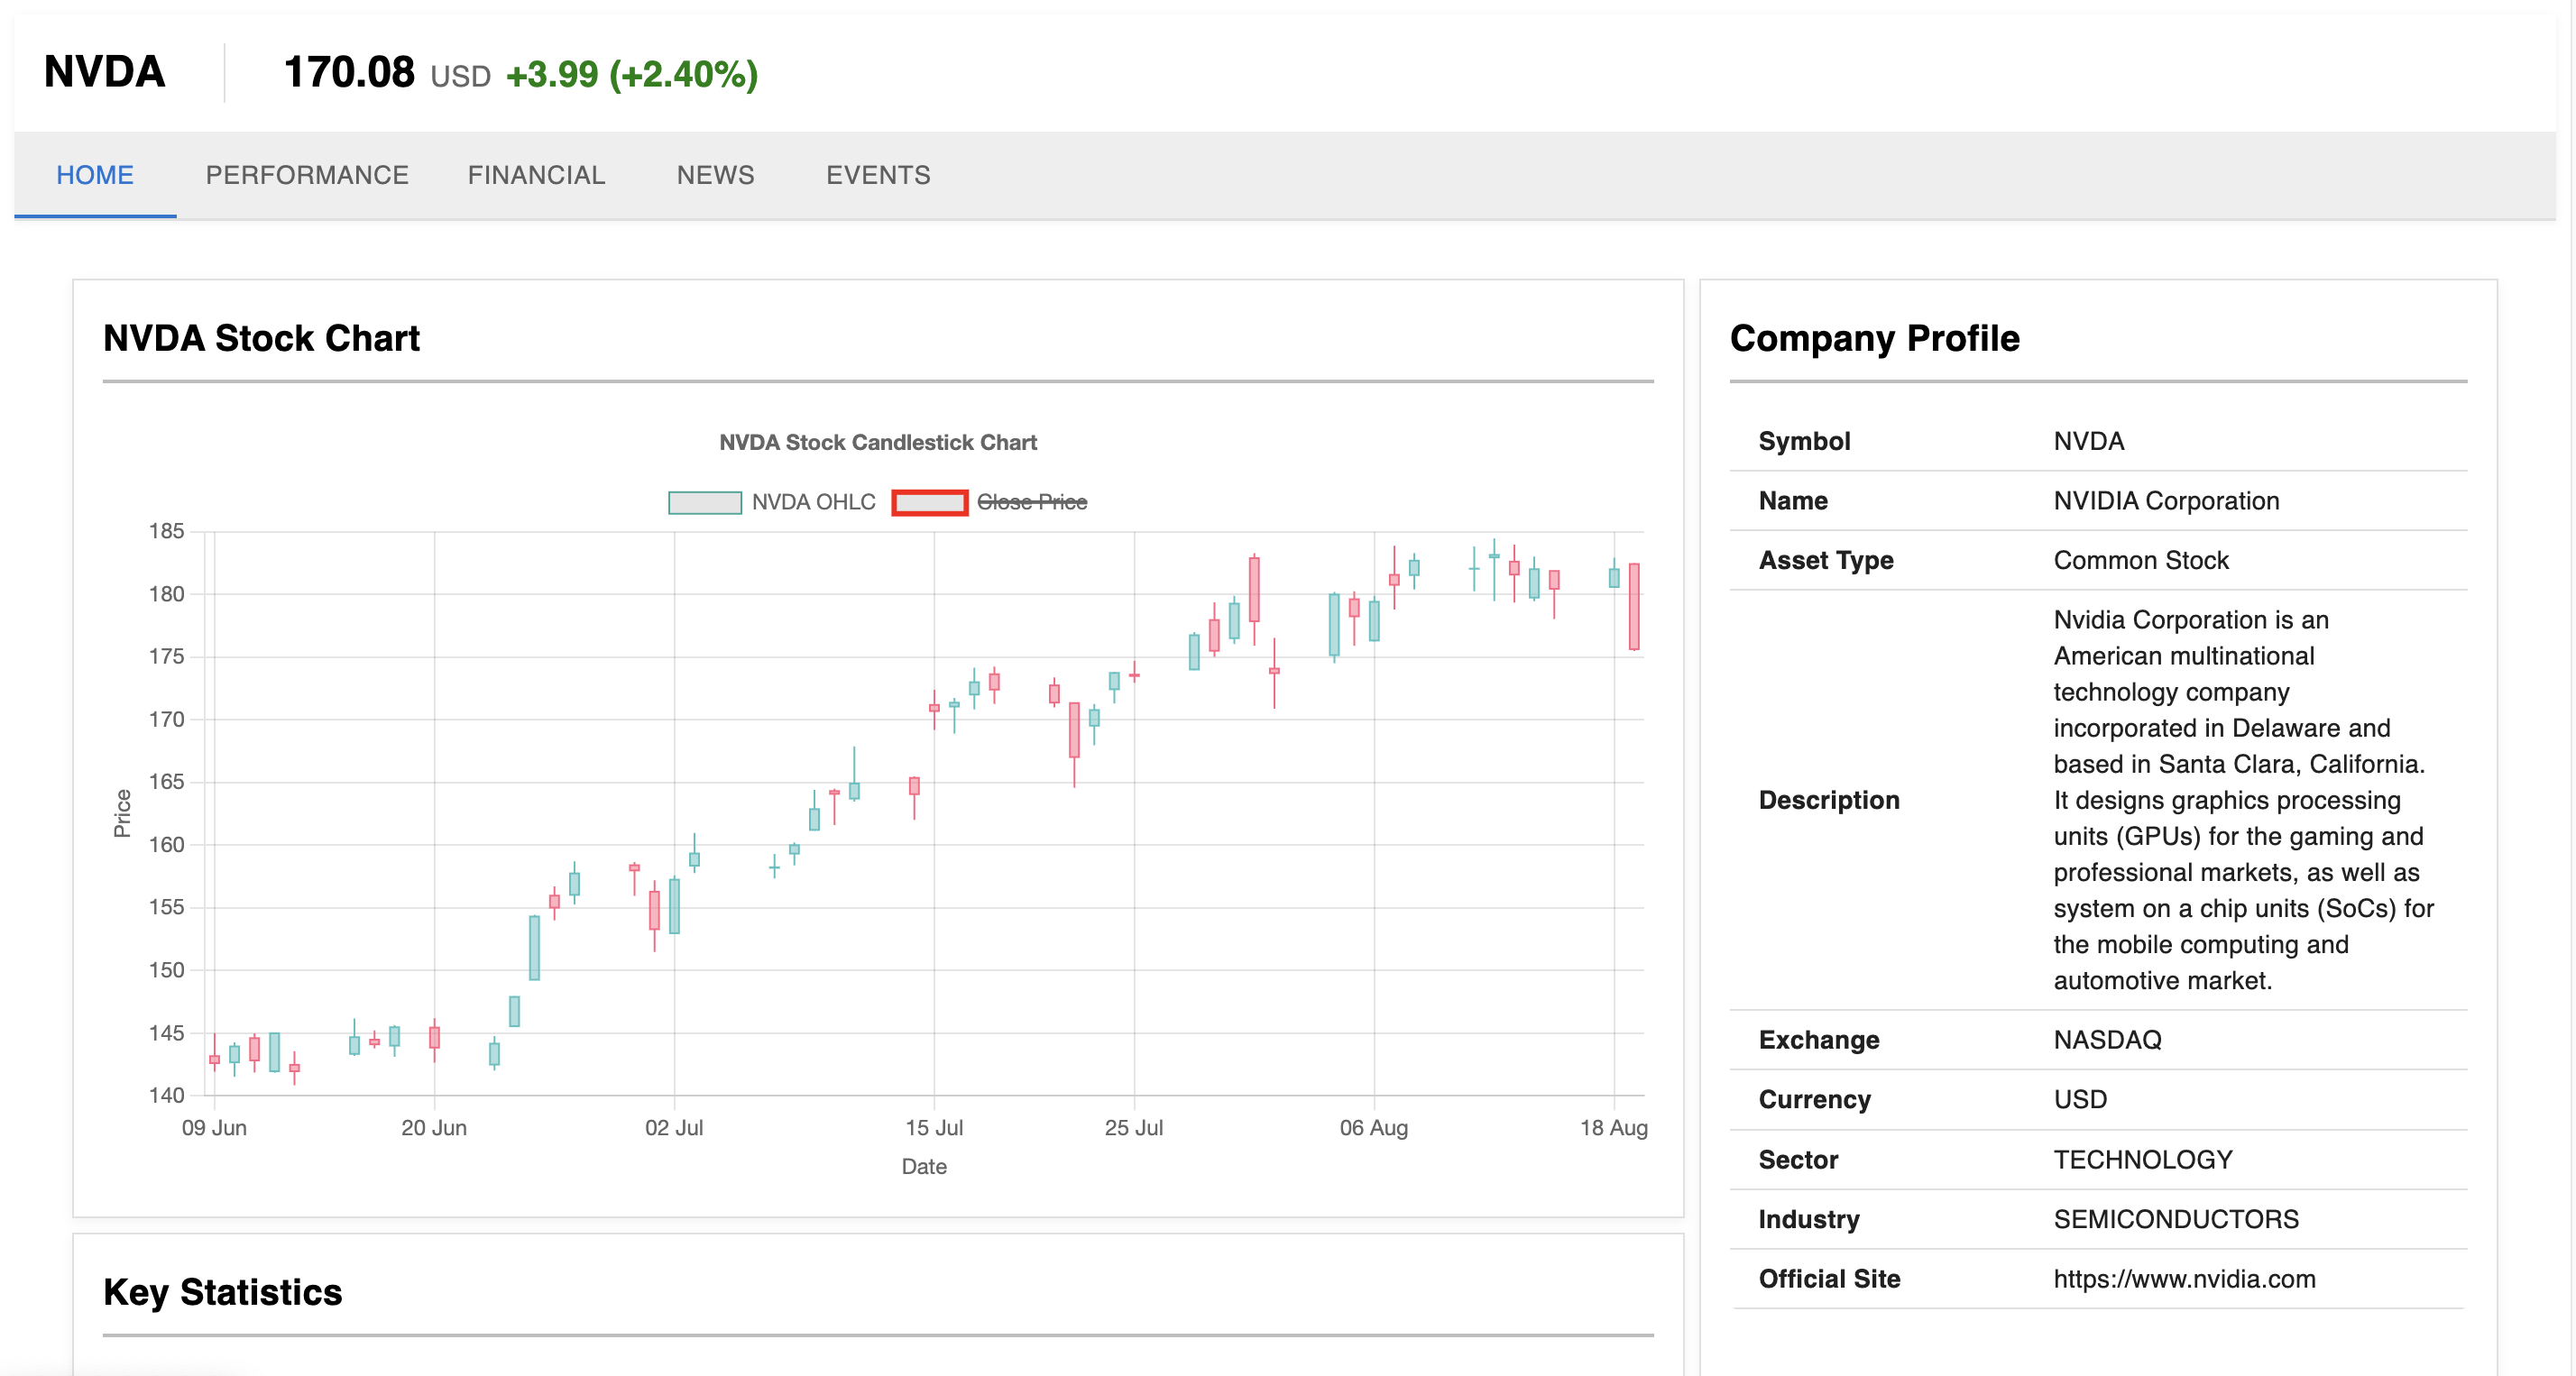 NVDA
170.08 USD +3.99 (+2.40%)
HOME PERFORMANCE FINANCIAL NEWS EVENTS
NVDA Stock Chart
NVDA Stock Candlestick Chart
NVDA OHLC Close Price
185
180
175
170
165
160
155
150
145
140
Price
09 Jun 20 Jun 02 Jul 15 Jul 25 Jul 06 Aug 18 Aug
Date
Key Statistics
Company Profile
Symbol NVDA
Name NVIDIA Corporation
Asset Type Common Stock
Description
Nvidia Corporation is an
American multinational
technology company
incorporated in Delaware and
based in Santa Clara, California.
It designs graphics processing
units (GPUs) for the gaming and
professional markets, as well as
system on a chip units (SoCs) for
the mobile computing and
automotive market.
Exchange NASDAQ
Currency USD
Sector TECHNOLOGY
Industry SEMICONDUCTORS
Official Site https://www.nvidia.com